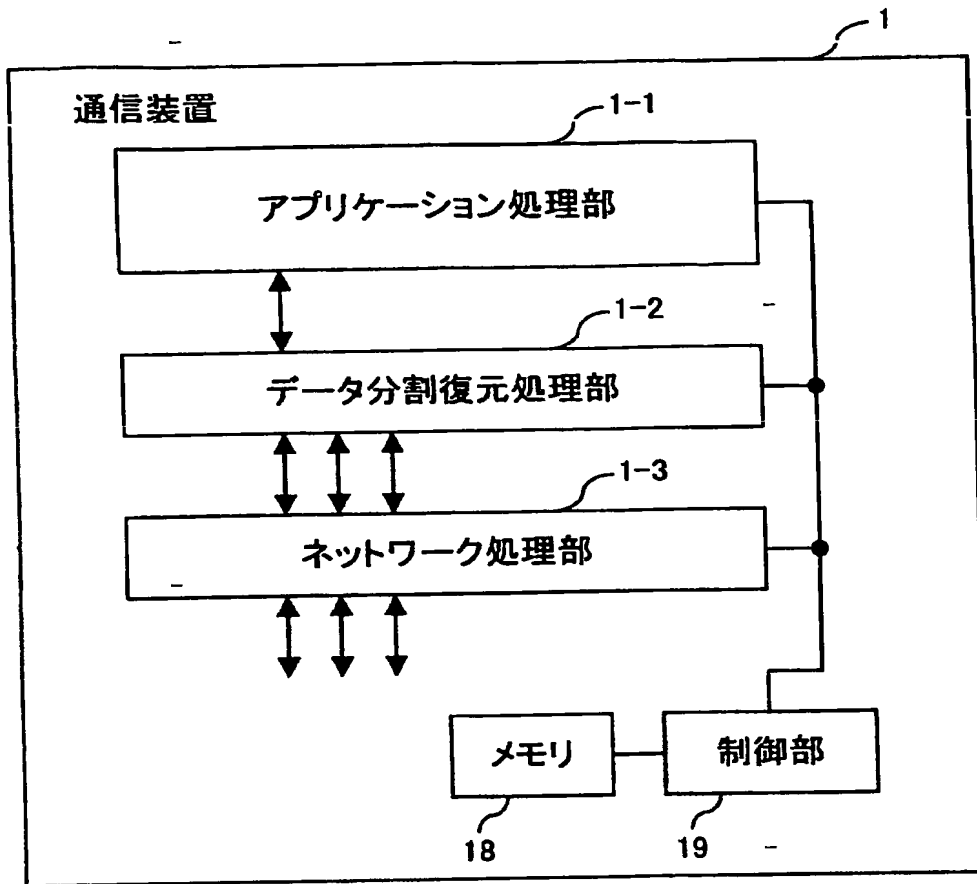 1
通信装置
1-1
アプリケーション処理部
1-2
データ分割復元処理部
1-3
ネットワーク処理部
メモリ
制御部
18
19